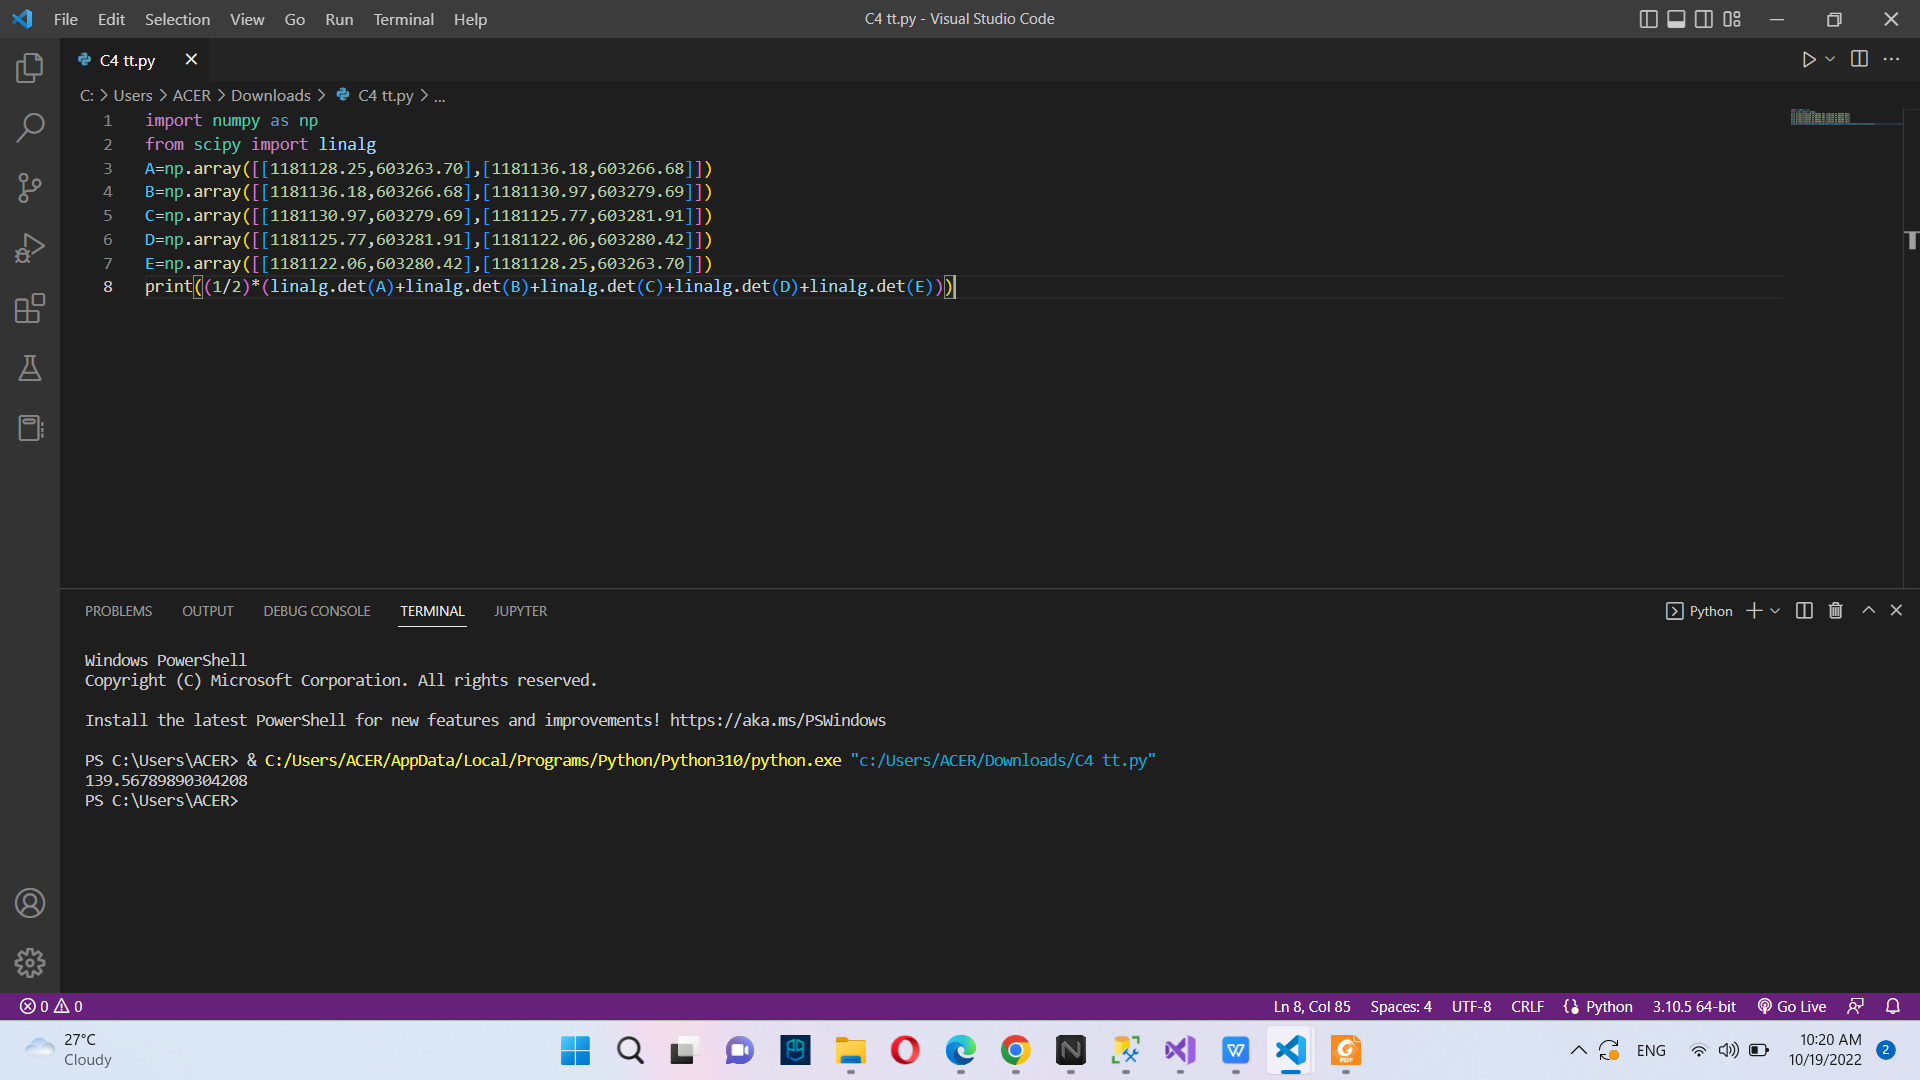 File Edit Selection View Go Run Terminal Help
C4 tt.py - Visual Studio Code
C4 tt.py
C: > Users > ACER > Downloads > C4 tt.py > ...
1 import numpy as np
2 from scipy import linalg
3 A=np.array([[1181128.25,603263.70],[1181136.18,603266.68]])
4 B=np.array([[1181136.18,603266.68],[1181130.97,603279.69]])
5 C=np.array([[1181130.97,603279.69],[1181125.77,603281.91]])
6 D=np.array([[1181125.77,603281.91],[1181122.06,603280.42]])
7 E=np.array([[1181122.06,603280.42],[1181128.25,603263.70]])
8 print((1/2)*(linalg.det(A)+linalg.det(B)+linalg.det(C)+linalg.det(D)+linalg.det(E)))
PROBLEMS OUTPUT DEBUG CONSOLE TERMINAL JUPYTER
Python
Windows PowerShell
Copyright (C) Microsoft Corporation. All rights reserved.
Install the latest PowerShell for new features and improvements! https://aka.ms/PSWindows
PS C:\Users\ACER> & C:/Users/ACER/AppData/Local/Programs/Python/Python310/python.exe "c:/Users/ACER/Downloads/C4 tt.py"
139.56789890304208
PS C:\Users\ACER>
0 0
Ln 8, Col 85 Spaces: 4 UTF-8 CRLF Python 3.10.5 64-bit Go Live
27°C
Cloudy
ENG
10:20 AM
10/19/2022
2